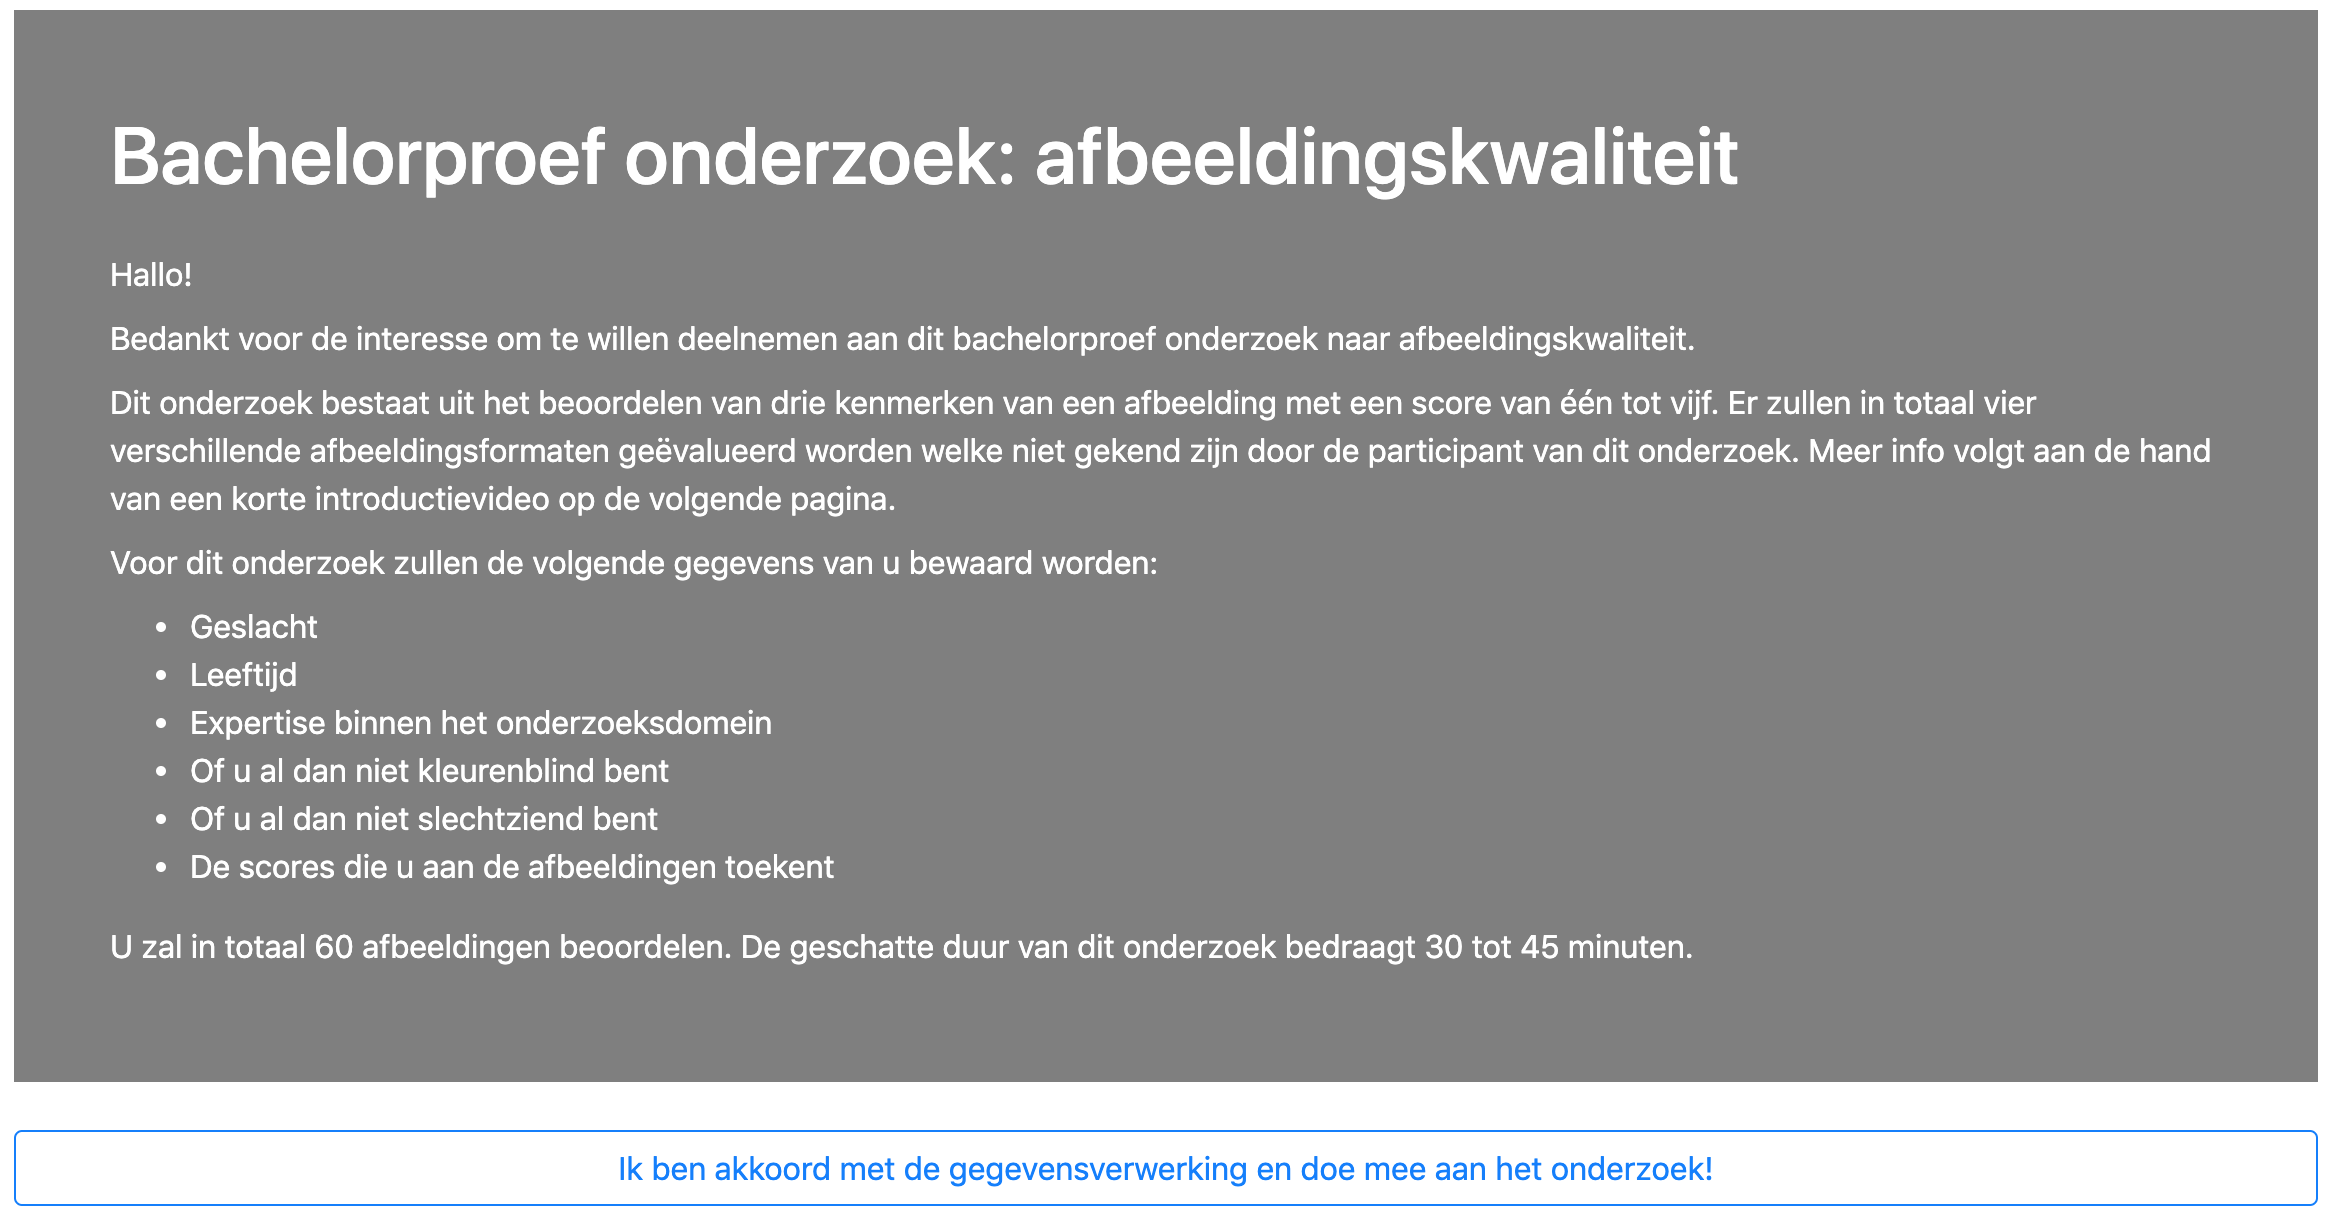 Bachelorproef onderzoek: afbeeldingskwaliteit
Hallo!
Bedankt voor de interesse om te willen deelnemen aan dit bachelorproef onderzoek naar afbeeldingskwaliteit.
Dit onderzoek bestaat uit het beoordelen van drie kenmerken van een afbeelding met een score van één tot vijf. Er zullen in totaal vier
verschillende afbeeldingsformaten geëvalueerd worden welke niet gekend zijn door de participant van dit onderzoek. Meer info volgt aan de hand
van een korte introductievideo op de volgende pagina.
Voor dit onderzoek zullen de volgende gegevens van u bewaard worden:
• Geslacht
• Leeftijd
• Expertise binnen het onderzoeksdomein
• Of u al dan niet kleurenblind bent
• Of u al dan niet slechtziend bent
• De scores die u aan de afbeeldingen toekent
U zal in totaal 60 afbeeldingen beoordelen. De geschatte duur van dit onderzoek bedraagt 30 tot 45 minuten.
Ik ben akkoord met de gegevensverwerking en doe mee aan het onderzoek!